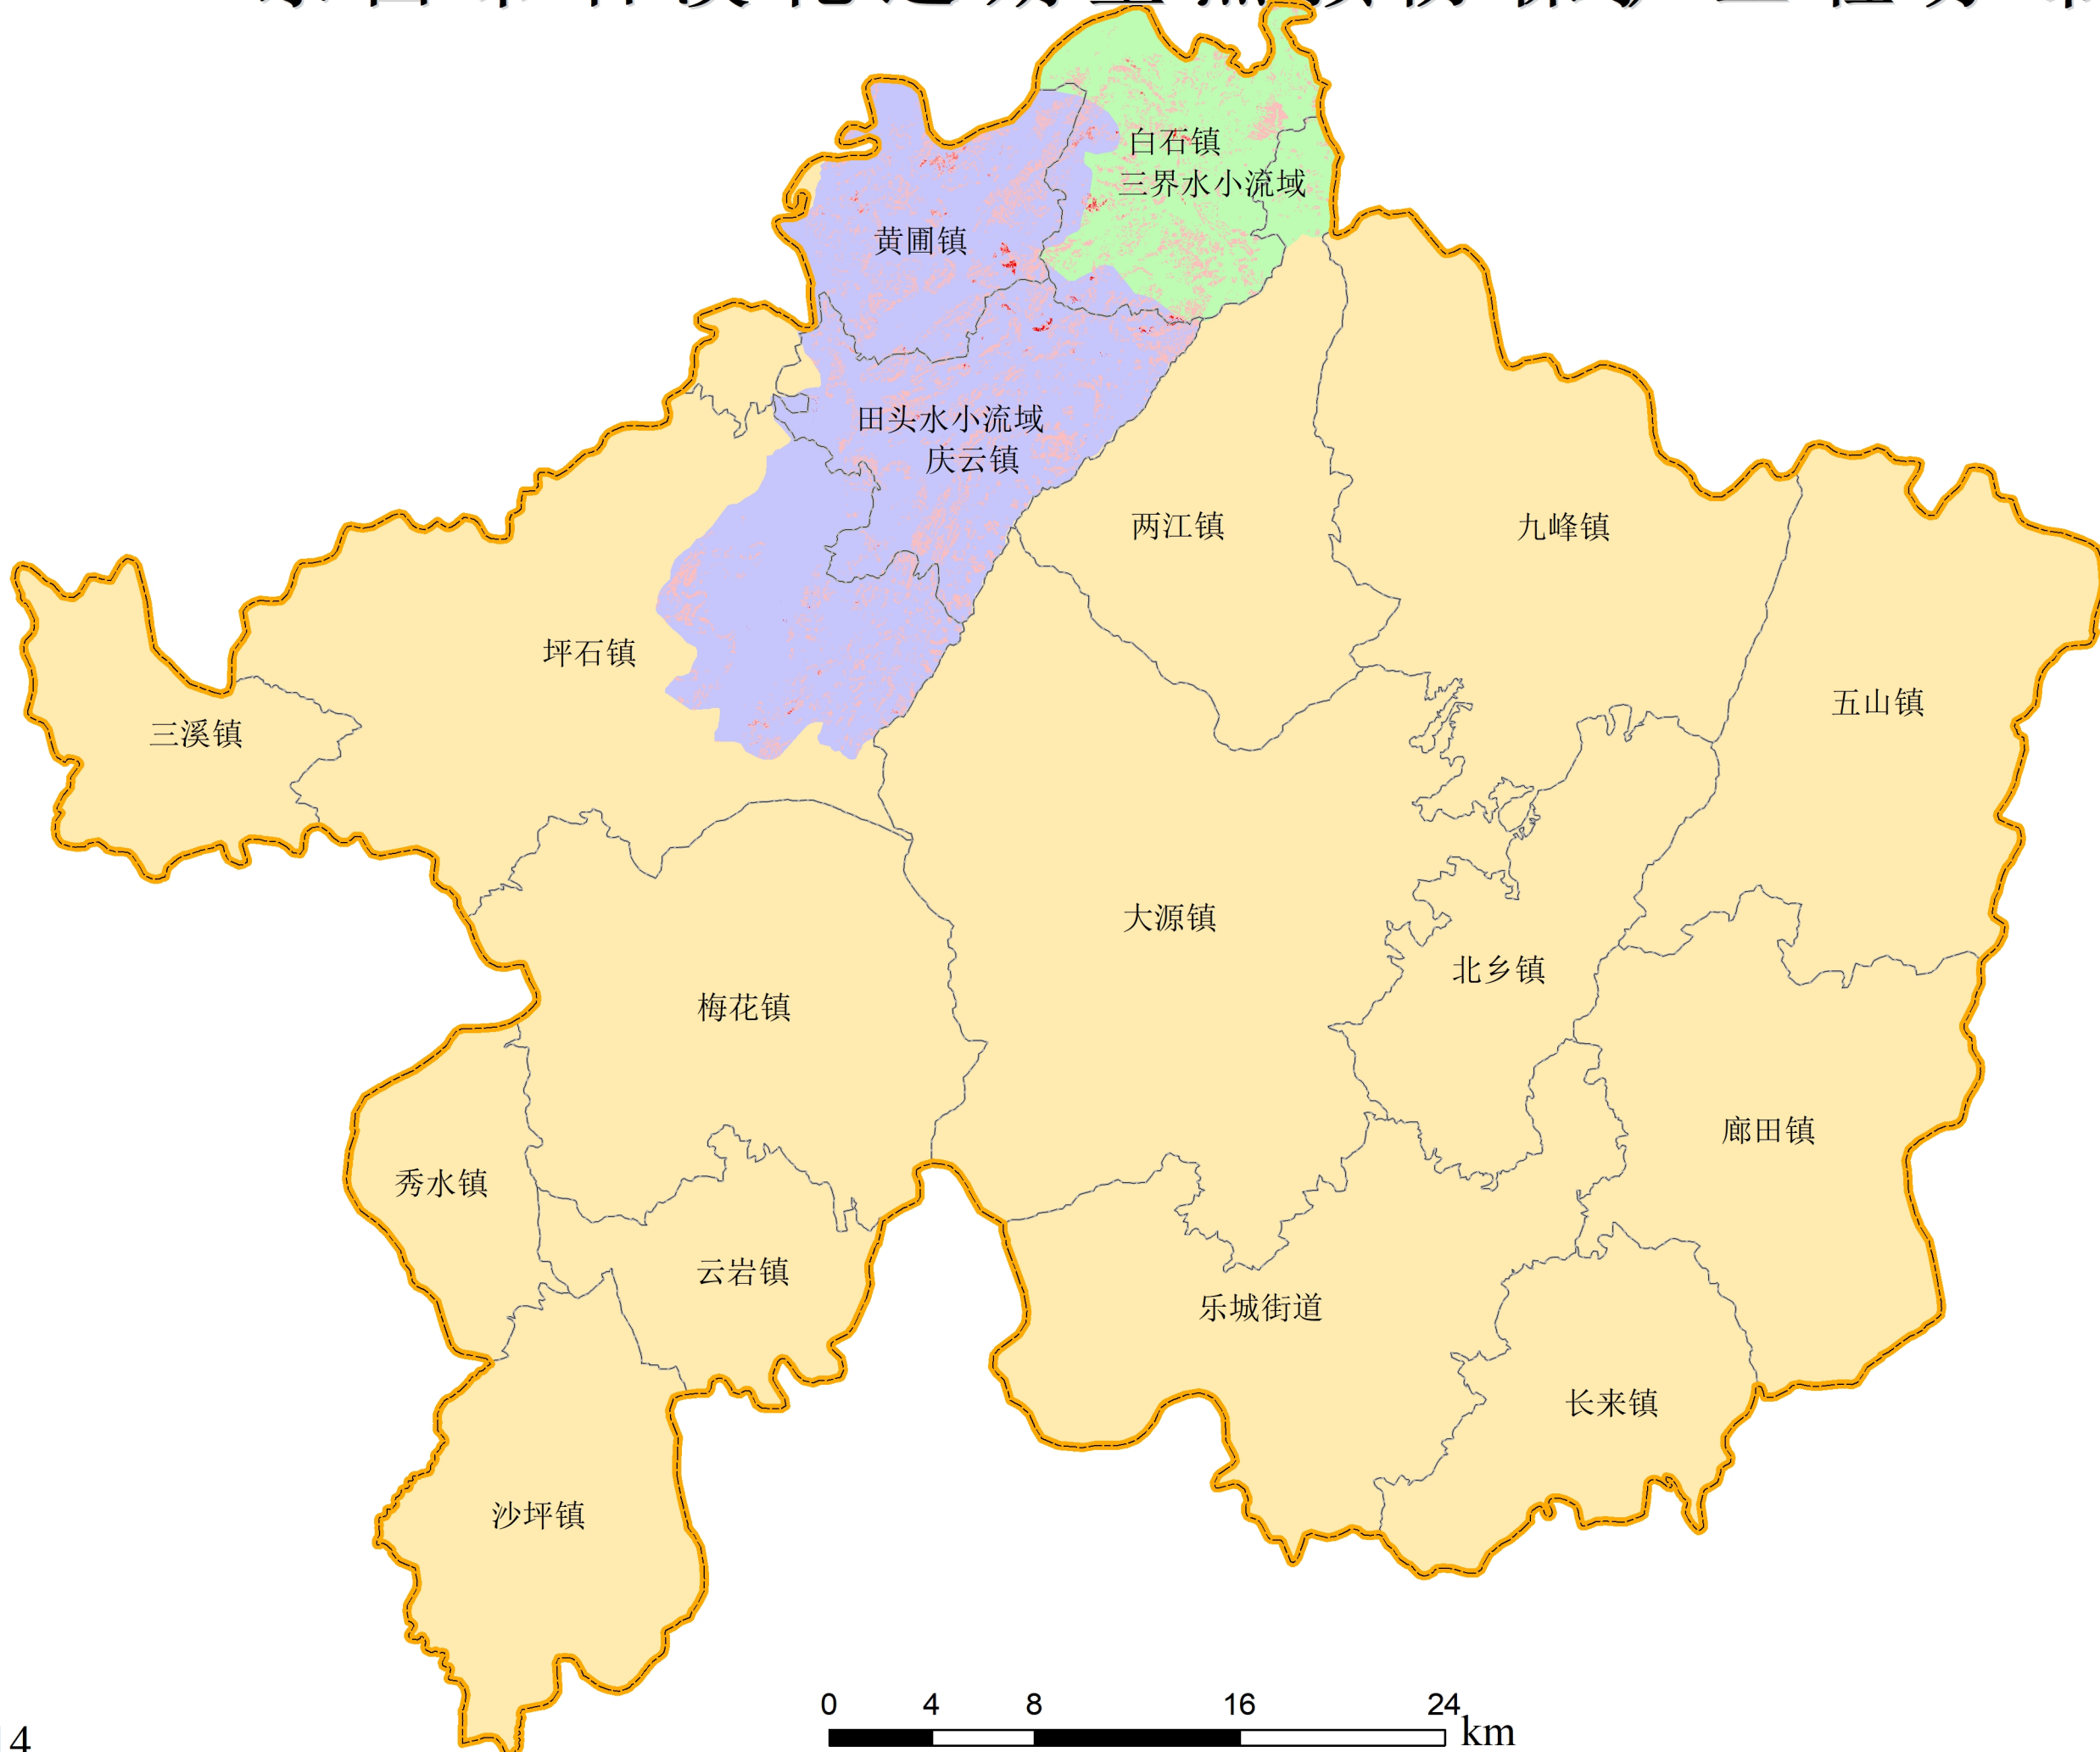 白石镇
三界水小流域
黄圃镇
田头水小流域
庆云镇
两江镇
九峰镇
坪石镇
五山镇
三溪镇
大源镇
北乡镇
梅花镇
廊田镇
秀水镇
云岩镇
乐城街道
长来镇
沙坪镇
0 4 8 16 24
km